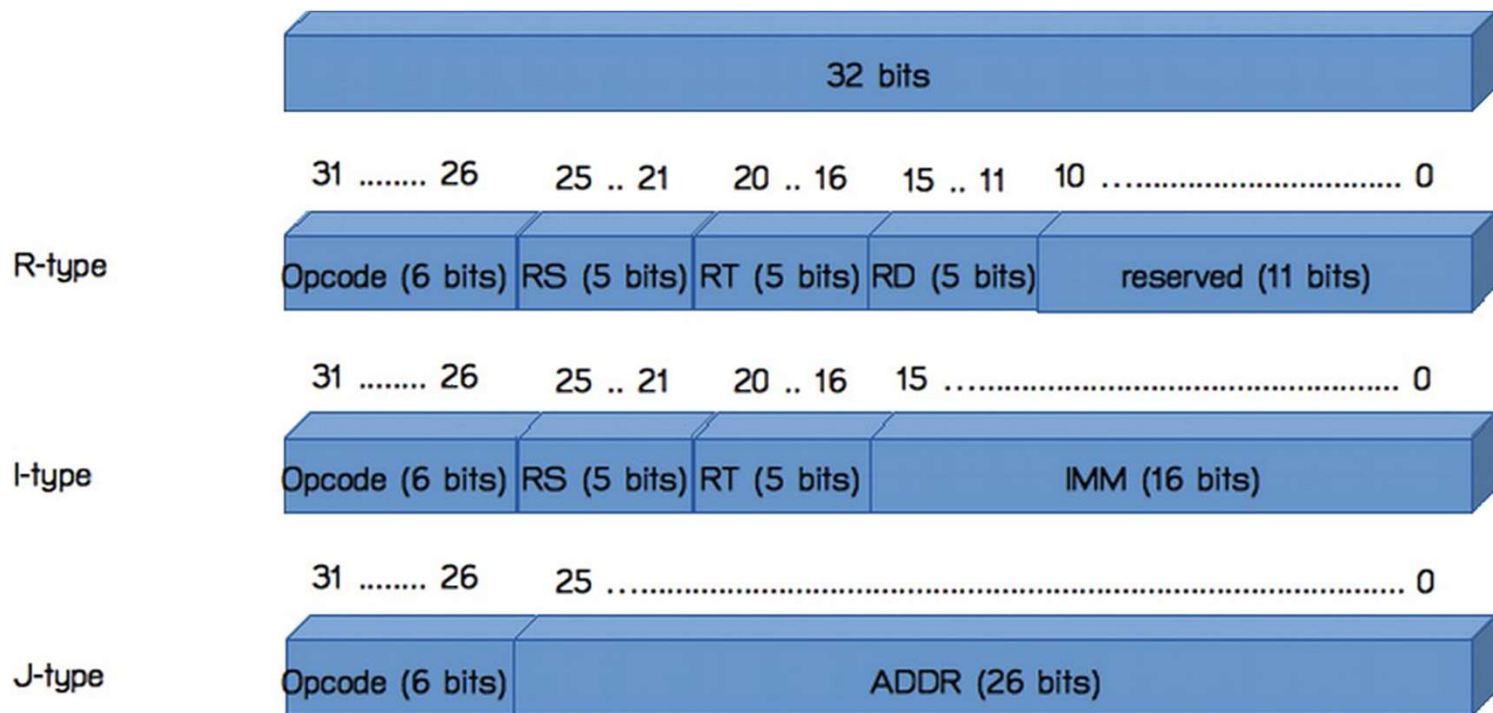 32 bits
31 ........ 26 25 .. 21 20 .. 16 15 .. 11 10 ................................. 0
R-type Opcode (6 bits) RS (5 bits) RT (5 bits) RD (5 bits) reserved (11 bits)
31 ........ 26 25 .. 21 20 .. 16 15 .................................................. 0
I-type Opcode (6 bits) RS (5 bits) RT (5 bits) IMM (16 bits)
31 ........ 26 25 .......................................................................................... 0
J-type Opcode (6 bits) ADDR (26 bits)